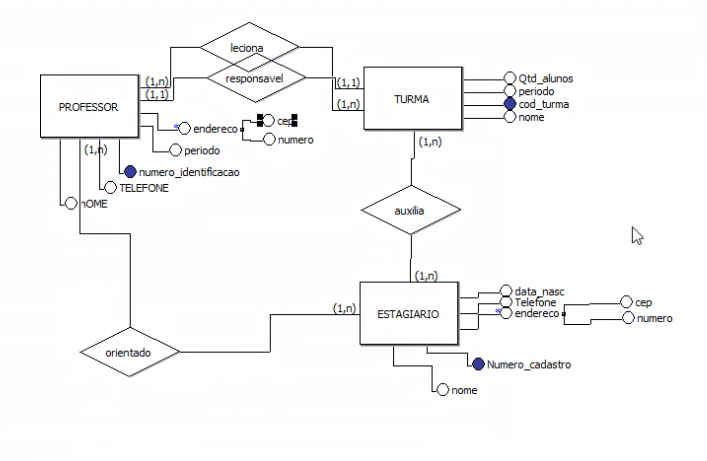 leciona
(1,n)
(1,1)
responsavel
(1,1)
(1,n)
PROFESSOR
TURMA
Qtd_alunos
periodo
cod_turma
nome
endereco
cep
numero
periodo
(1,n)
numero_identificacao
TELEFONE
nOME
(1,n)
auxilia
(1,n)
ESTAGIARIO
data_nasc
Telefone
endereco
cep
numero
(1,n)
orientado
Numero_cadastro
nome